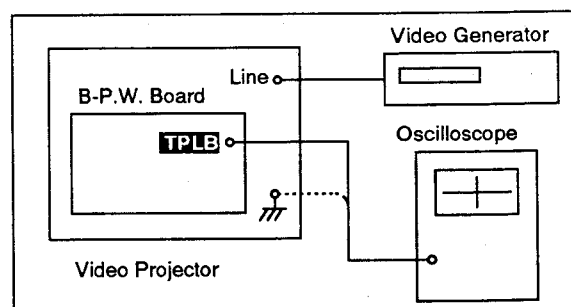 Video Generator
Line
B-P.W. Board
TPLB
Oscilloscope
Video Projector